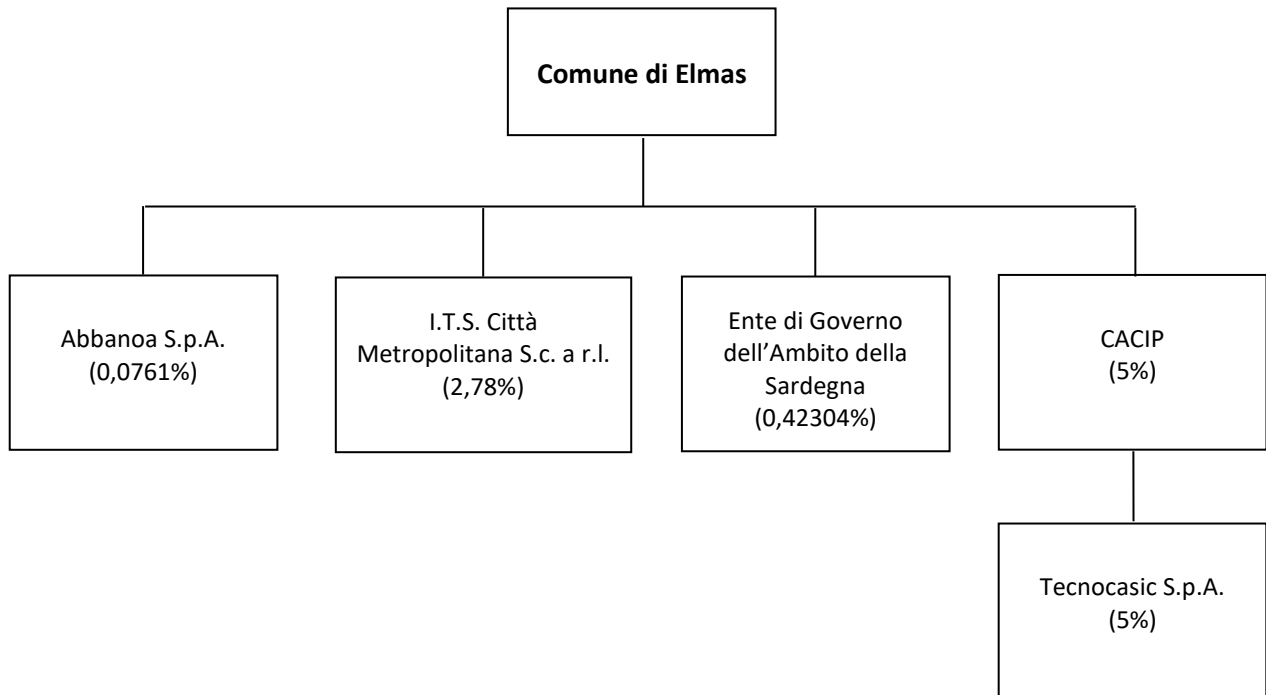 Comune di Elmas
Abbanoa S.p.A.
(0,0761%)
I.T.S. Città
Metropolitana S.c. a r.l.
(2,78%)
Ente di Governo
dell’Ambito della
Sardegna
(0,42304%)
CACIP
(5%)
Tecnocasic S.p.A.
(5%)